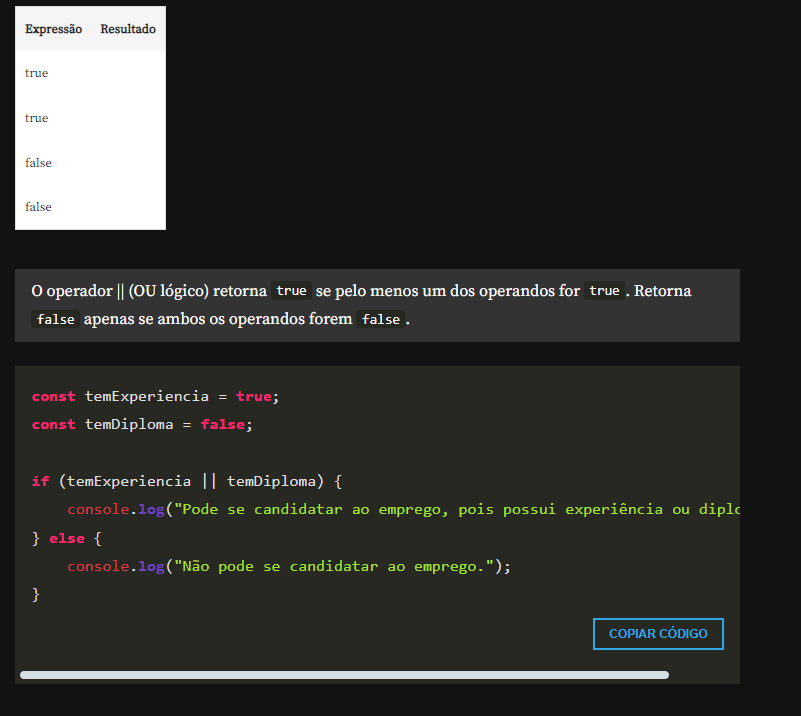 Expressão Resultado
true
true
false
false
O operador || (OU lógico) retorna true se pelo menos um dos operandos for true. Retorna
false apenas se ambos os operandos forem false.
const temExperiencia = true;
const temDiploma = false;
if (temExperiencia || temDiploma) {
    console.log("Pode se candidatar ao emprego, pois possui experiência ou
} else {
    console.log("Não pode se candidatar ao emprego.");
}
COPIAR CÓDIGO